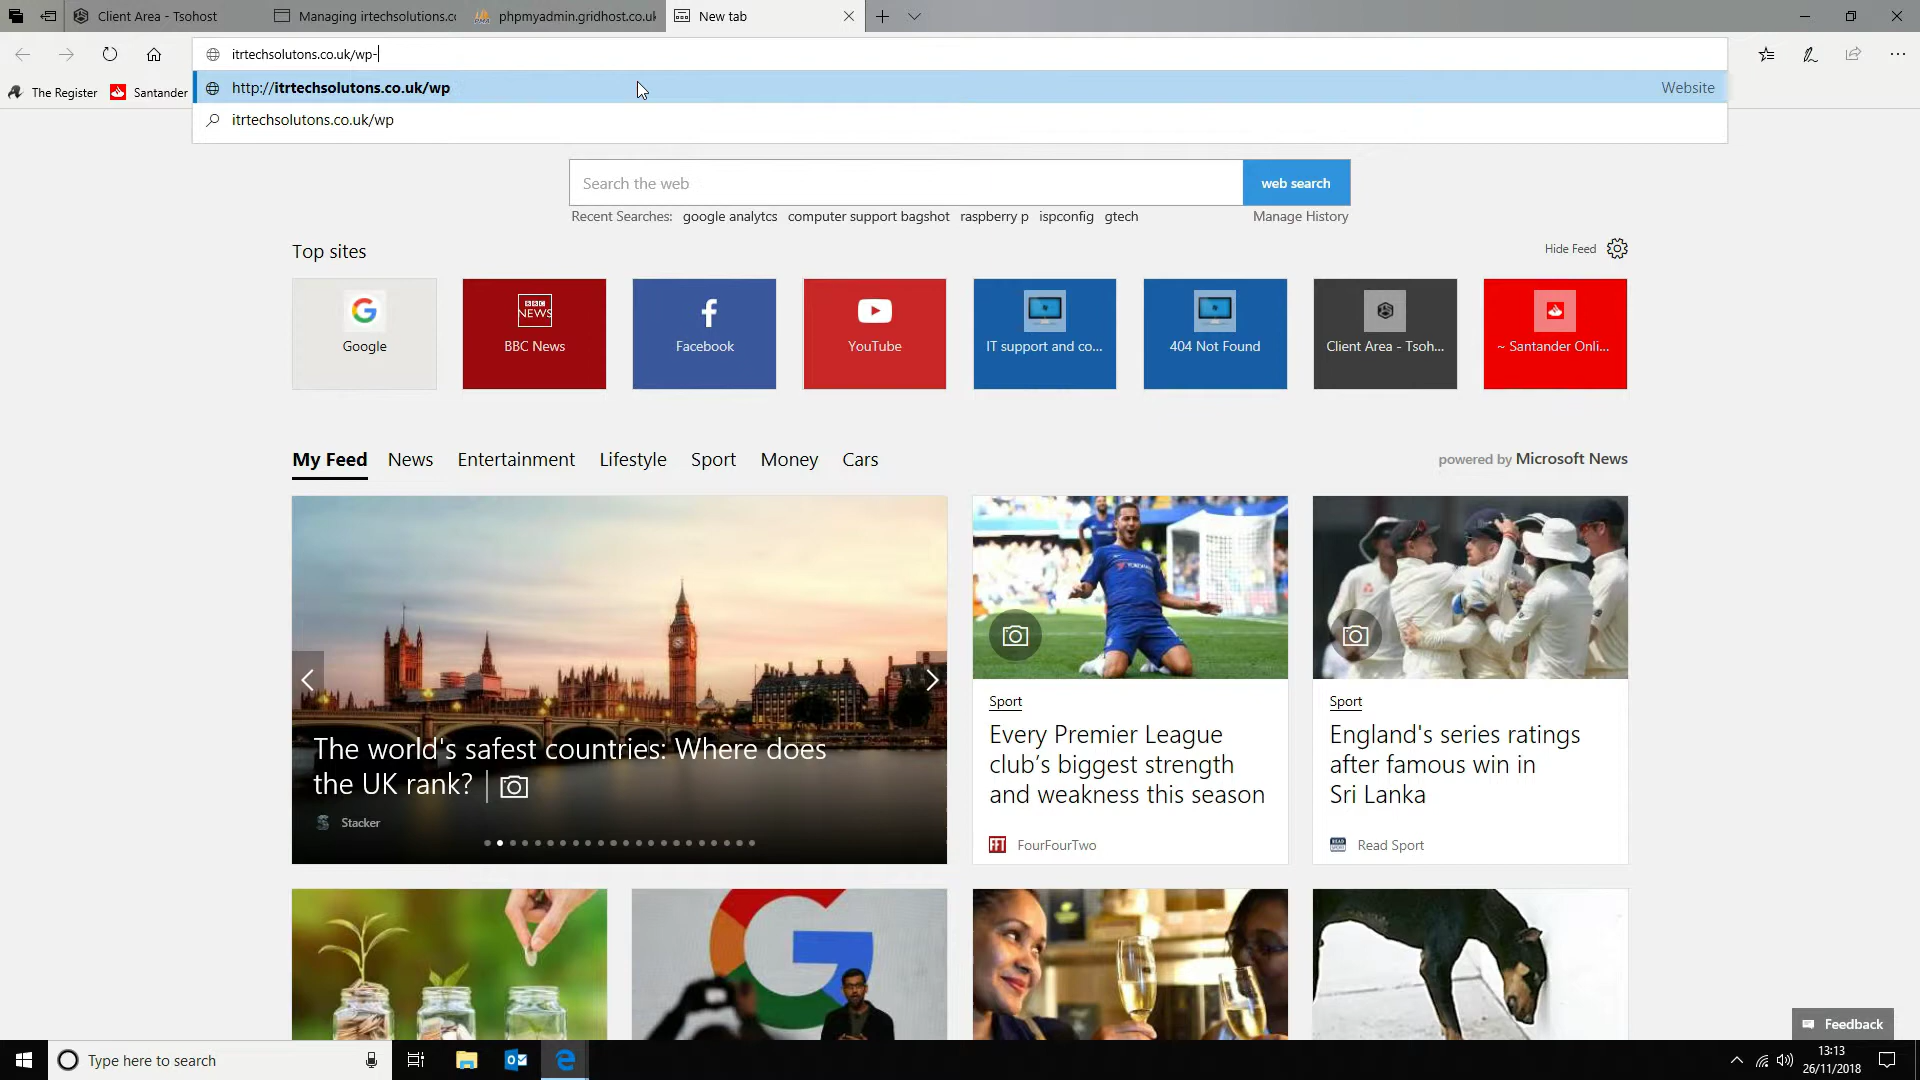 Client Area - Tsohost
Managing irtechsolutions.cc
phpmyadmin.gridhost.co.uk
New tab
itrtechsolutons.co.uk/wp-
The Register
Santander
http://itrtechsolutons.co.uk/wp
Website
itrtechsolutons.co.uk/wp
Search the web
web search
Recent Searches: google analytcs computer support bagshot raspberry p ispconfig gtech
Manage History
Top sites
Hide Feed
Google
BBC NEWS
BBC News
Facebook
YouTube
IT support and co...
404 Not Found
Client Area - Tsoh...
~ Santander Onli...
My Feed News Entertainment Lifestyle Sport Money Cars
powered by Microsoft News
The world's safest countries: Where does
the UK rank?
Stacker
Sport
Every Premier League
club's biggest strength
and weakness this season
FFT
FourFourTwo
Sport
England's series ratings
after famous win in
Sri Lanka
Read Sport
Feedback
Type here to search
13:13
26/11/2018